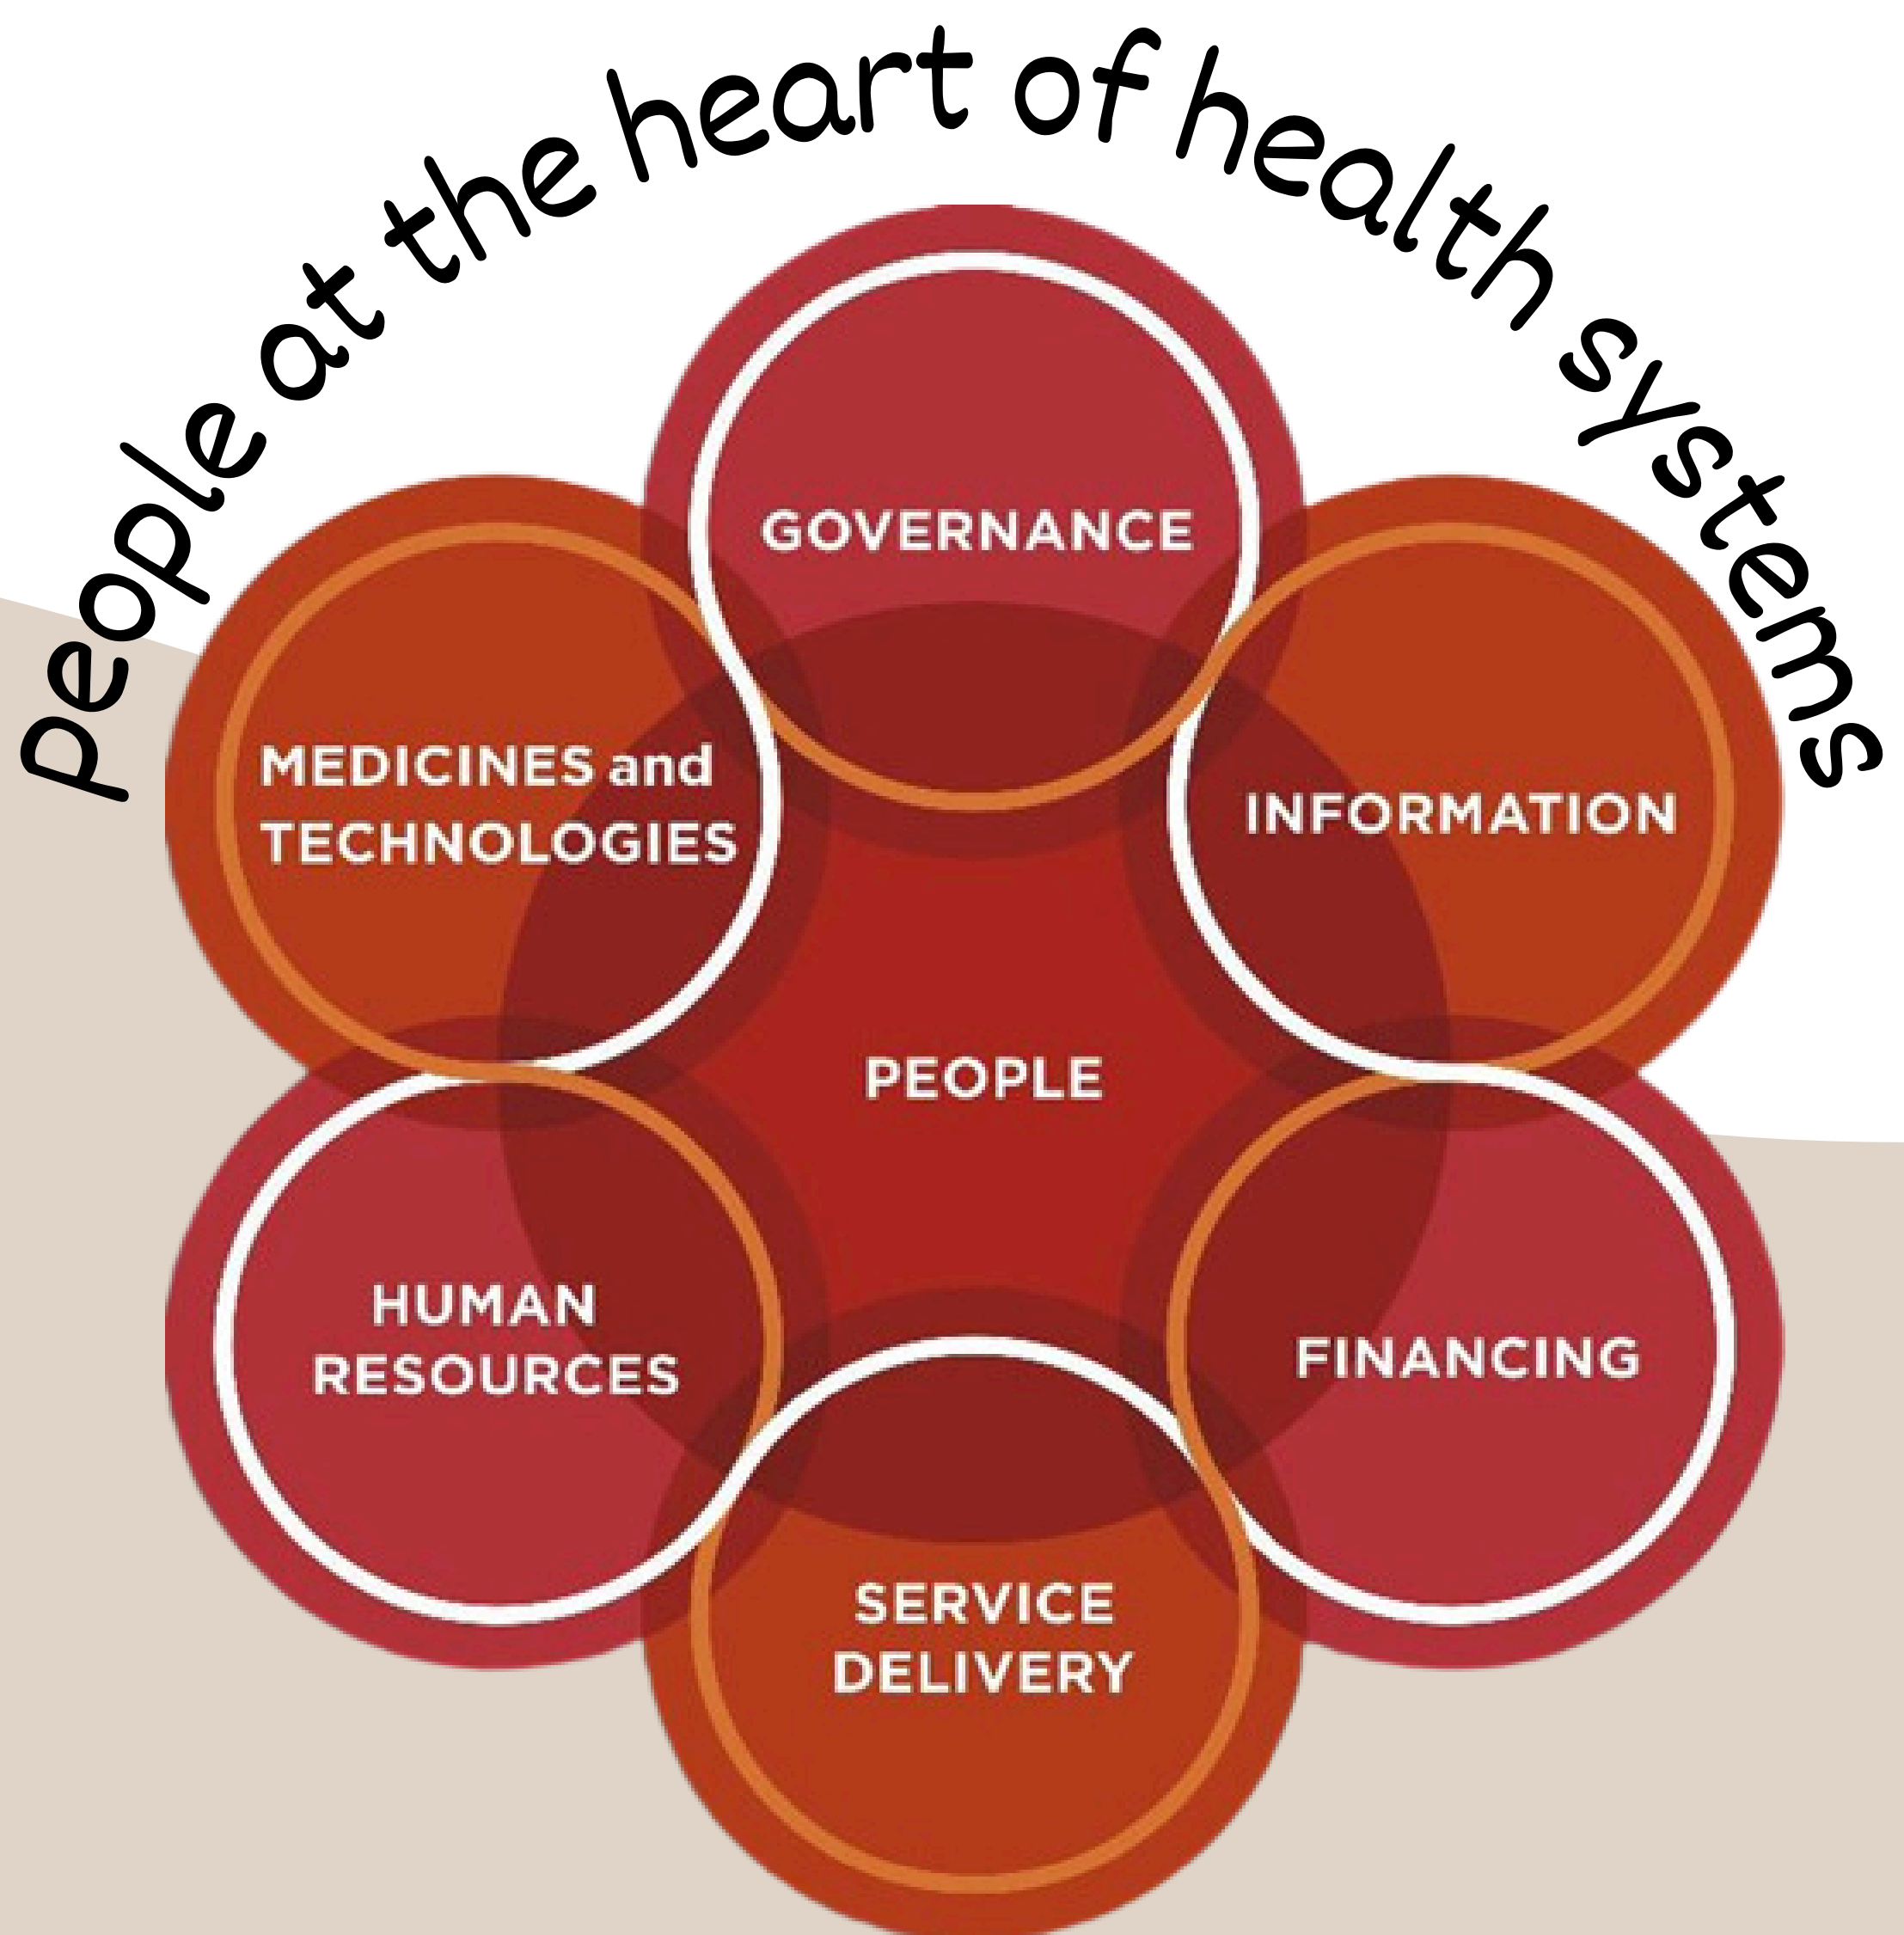 people at the heart of health systems
GOVERNANCE
MEDICINES and
TECHNOLOGIES
INFORMATION
PEOPLE
HUMAN
RESOURCES
FINANCING
SERVICE
DELIVERY